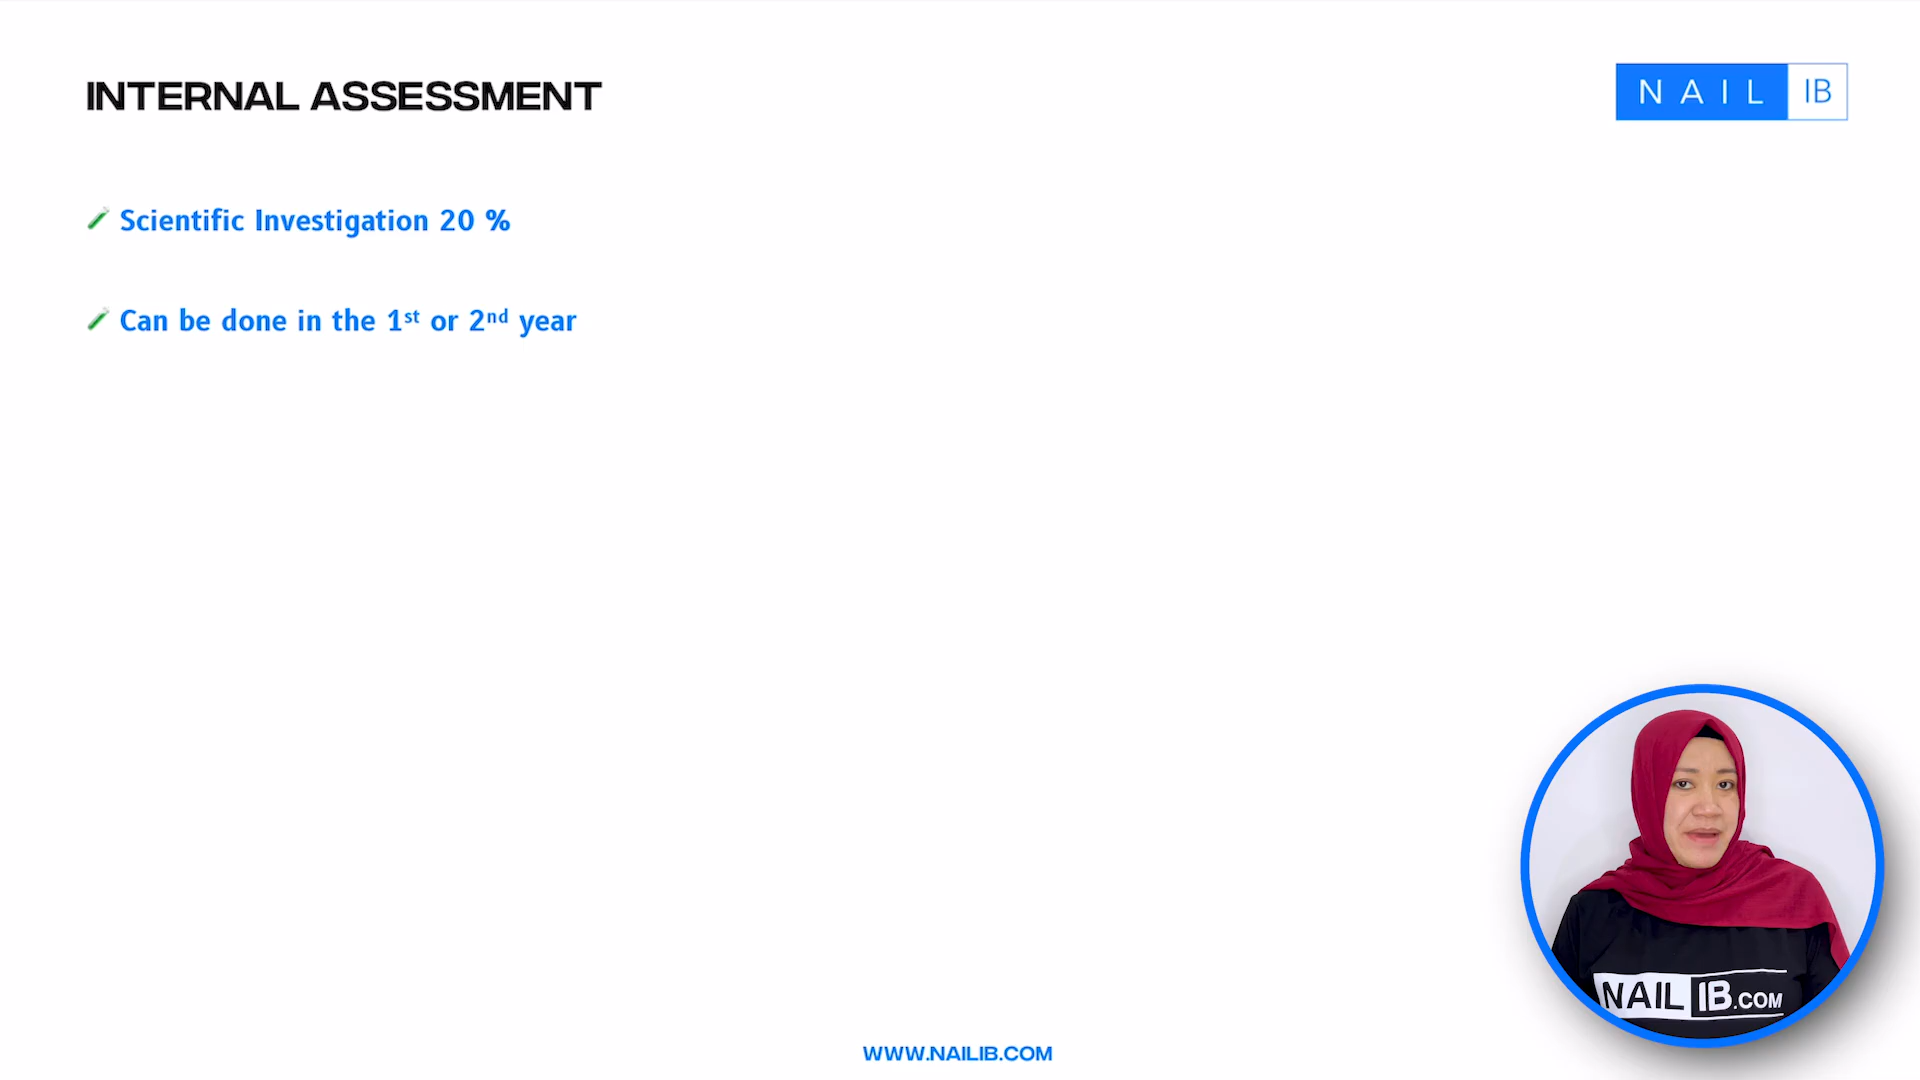 INTERNAL ASSESSMENT
NAIL IB
Scientific Investigation 20 %
Can be done in the 1st or 2nd year
NAIL IB.COM
WWW.NAILIB.COM